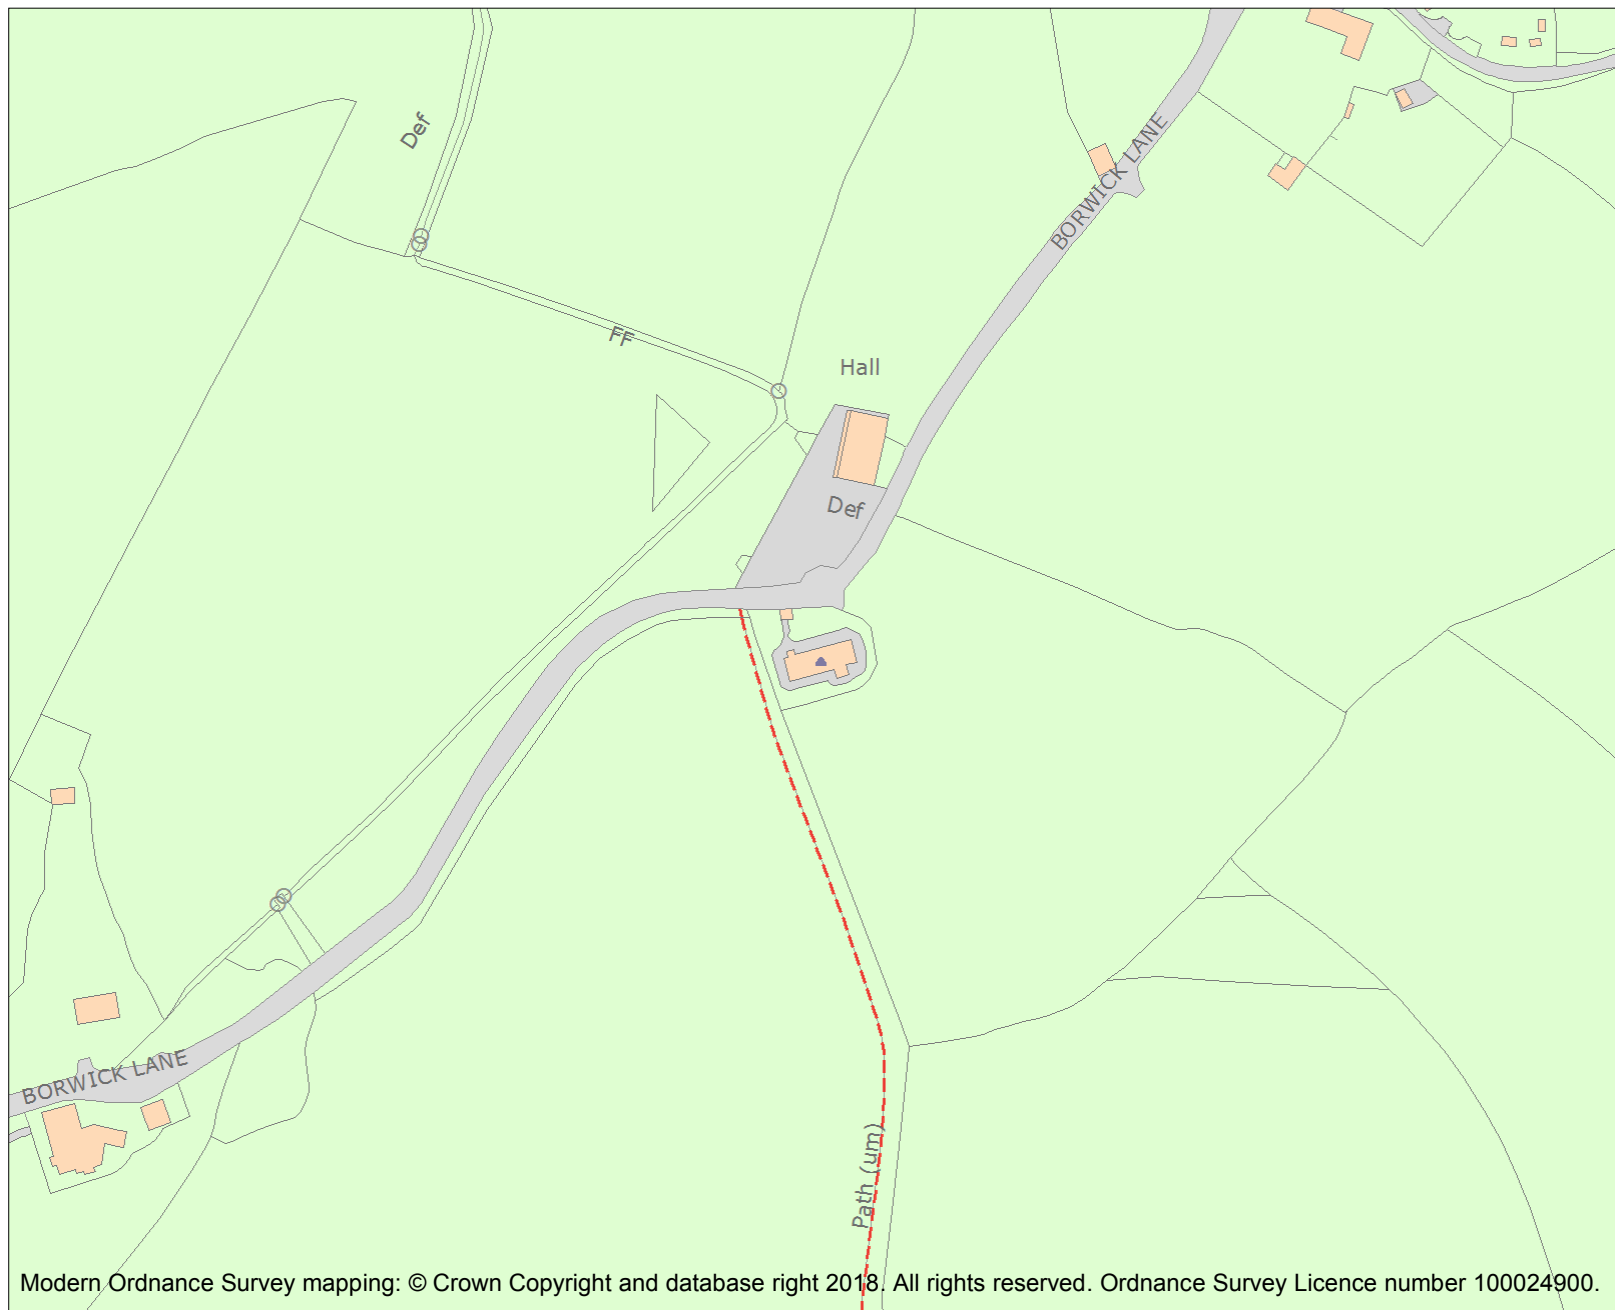 Def
BORWICK LANE
FF
Hall
Def
BORWICK LANE
Path (um)
Modern Ordnance Survey mapping: © Crown Copyright and database right 2018. All rights reserved. Ordnance Survey Licence number 100024900.